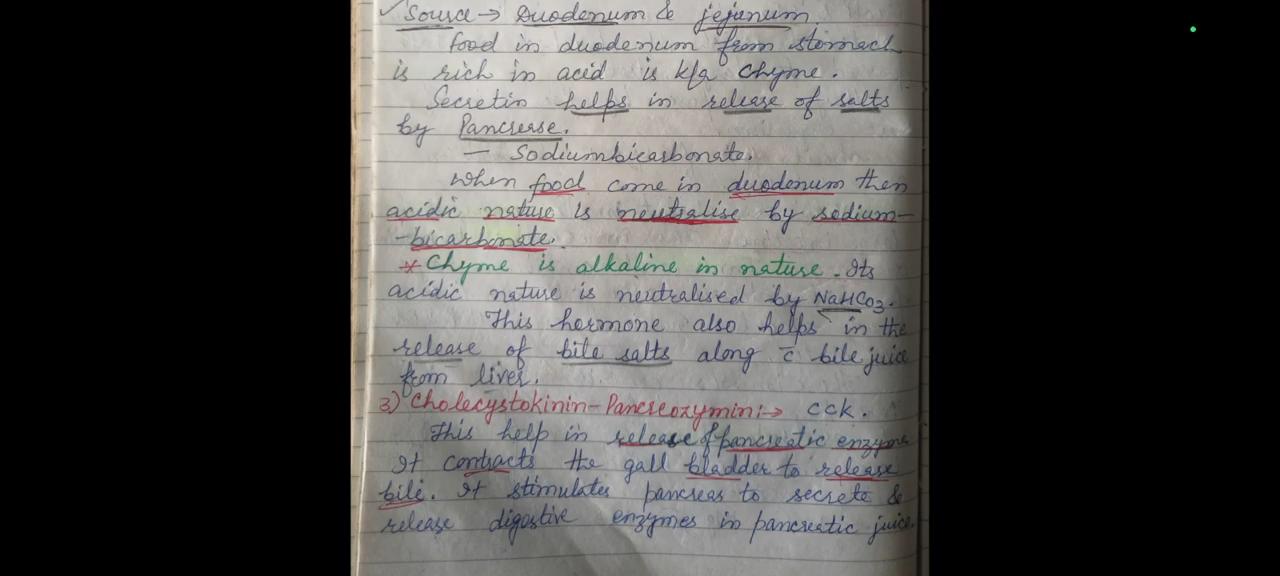 Source → Duodenum & jejunum.
food in duodenum from stomach
is rich in acid is k/a chyme.
Secretin helps in release of salts
by Pancrease.
— Sodiumbicarbonate.
When food come in duodenum then
acidic nature is neutralise by sodium-
-bicarbonate.
* Chyme is alkaline in nature. Its
acidic nature is neutralised by NaHCO3.
This hormone also helps in the
release of bile salts along c̄ bile juice
from liver.
3) Cholecystokinin-Pancreozymin:→ CCK.
This help in release of pancreatic enzyme
It contracts the gall bladder to release
bile. It stimulates pancreas to secrete &
release digestive enzymes in pancreatic juice.